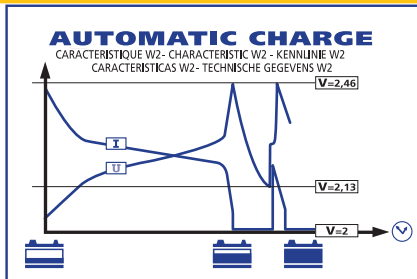 AUTOMATIC CHARGE
CARACTERISTIQUE W2- CHARACTERISTIC W2 - KENNLINIE W2
CARACTERISTICAS W2- TECHNISCHE GEGEVENS W2
V=2,46
I
U
V=2,13
V=2